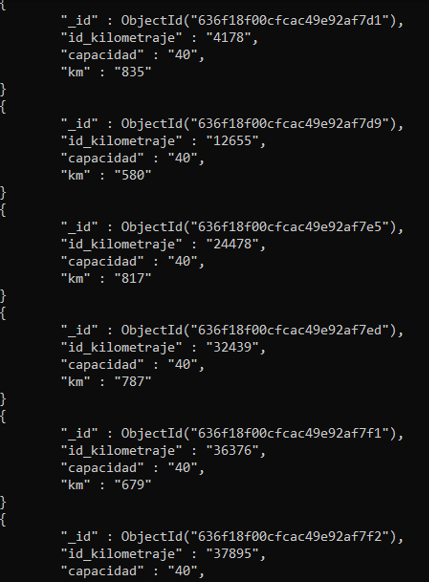 {
"_id" : ObjectId("636f18f00cfcac49e92af7d1"),
"id_kilometraje" : "4178",
"capacidad" : "40",
"km" : "835"
}
{
"_id" : ObjectId("636f18f00cfcac49e92af7d9"),
"id_kilometraje" : "12655",
"capacidad" : "40",
"km" : "580"
}
{
"_id" : ObjectId("636f18f00cfcac49e92af7e5"),
"id_kilometraje" : "24478",
"capacidad" : "40",
"km" : "817"
}
{
"_id" : ObjectId("636f18f00cfcac49e92af7ed"),
"id_kilometraje" : "32439",
"capacidad" : "40",
"km" : "787"
}
{
"_id" : ObjectId("636f18f00cfcac49e92af7f1"),
"id_kilometraje" : "36376",
"capacidad" : "40",
"km" : "679"
}
{
"_id" : ObjectId("636f18f00cfcac49e92af7f2"),
"id_kilometraje" : "37895",
"capacidad" : "40",